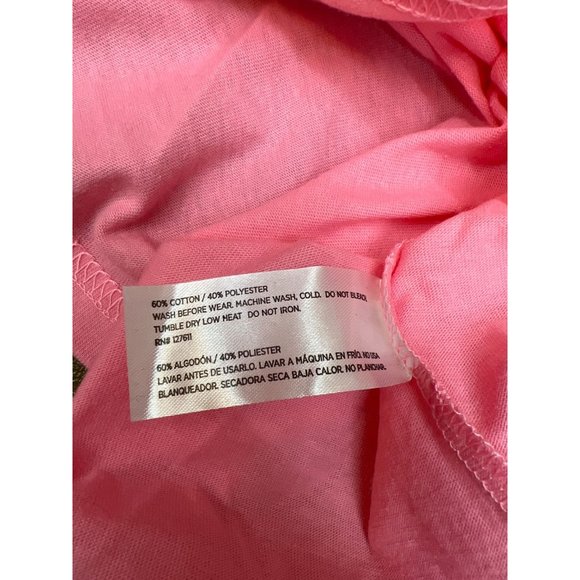 60% COTTON / 40% POLYESTER
WASH BEFORE WEAR. MACHINE WASH, COLD. DO NOT BLEACH
TUMBLE DRY LOW HEAT DO NOT IRON.
RN# 127611
60% ALGODÓN / 40% POLIESTER
LAVAR ANTES DE USARLO. LAVAR A MÁQUINA EN FRÍO. NO USA
BLANQUEADOR. SECADORA SECA BAJA CALOR. NO PLANCHAR.